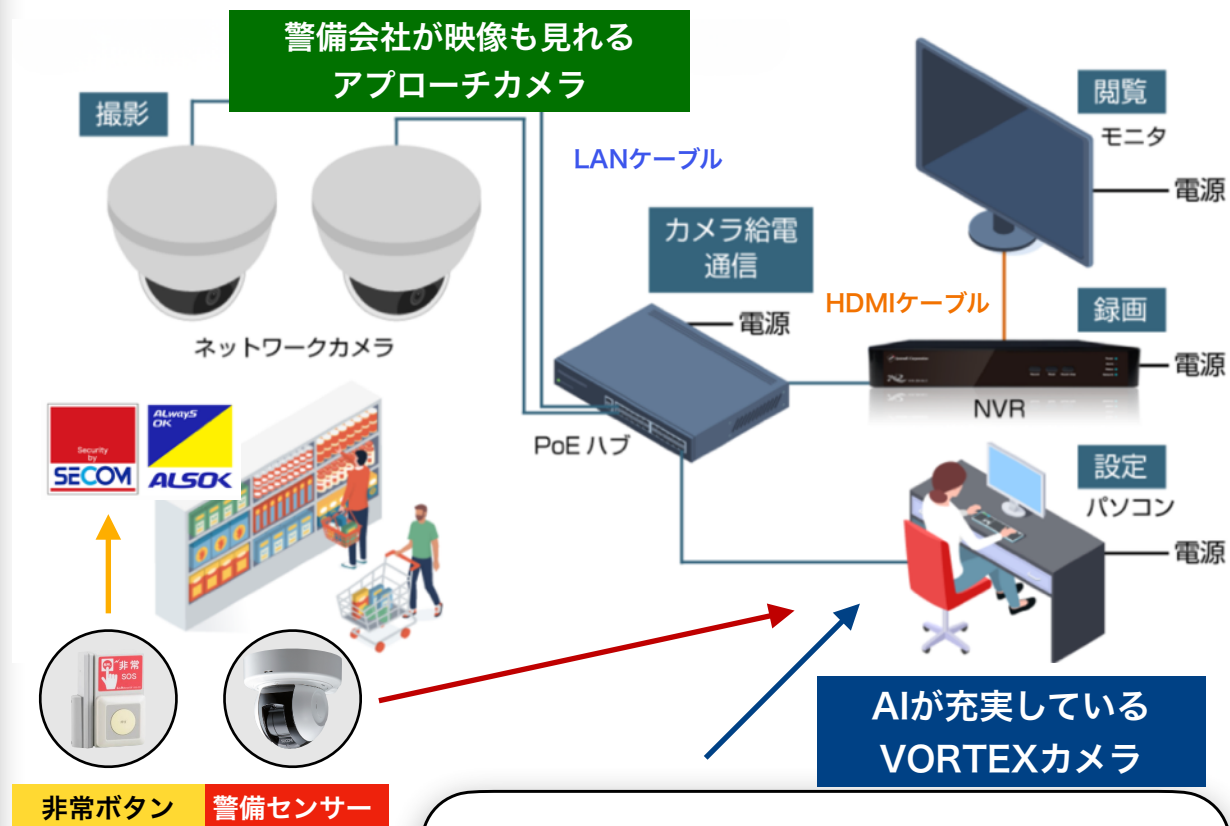 警備会社が映像も見れる
アプローチカメラ
撮影
閲覧
モニタ
LANケーブル
電源
カメラ給電
通信
HDMIケーブル
録画
電源
ネットワークカメラ
電源
NVR
PoE ハブ
Security
by
SECOM
ALwayS
OK
ALSOK
設定
パソコン
電源
非常
SOS
AIが充実している
VORTEXカメラ
非常ボタン
警備センサー